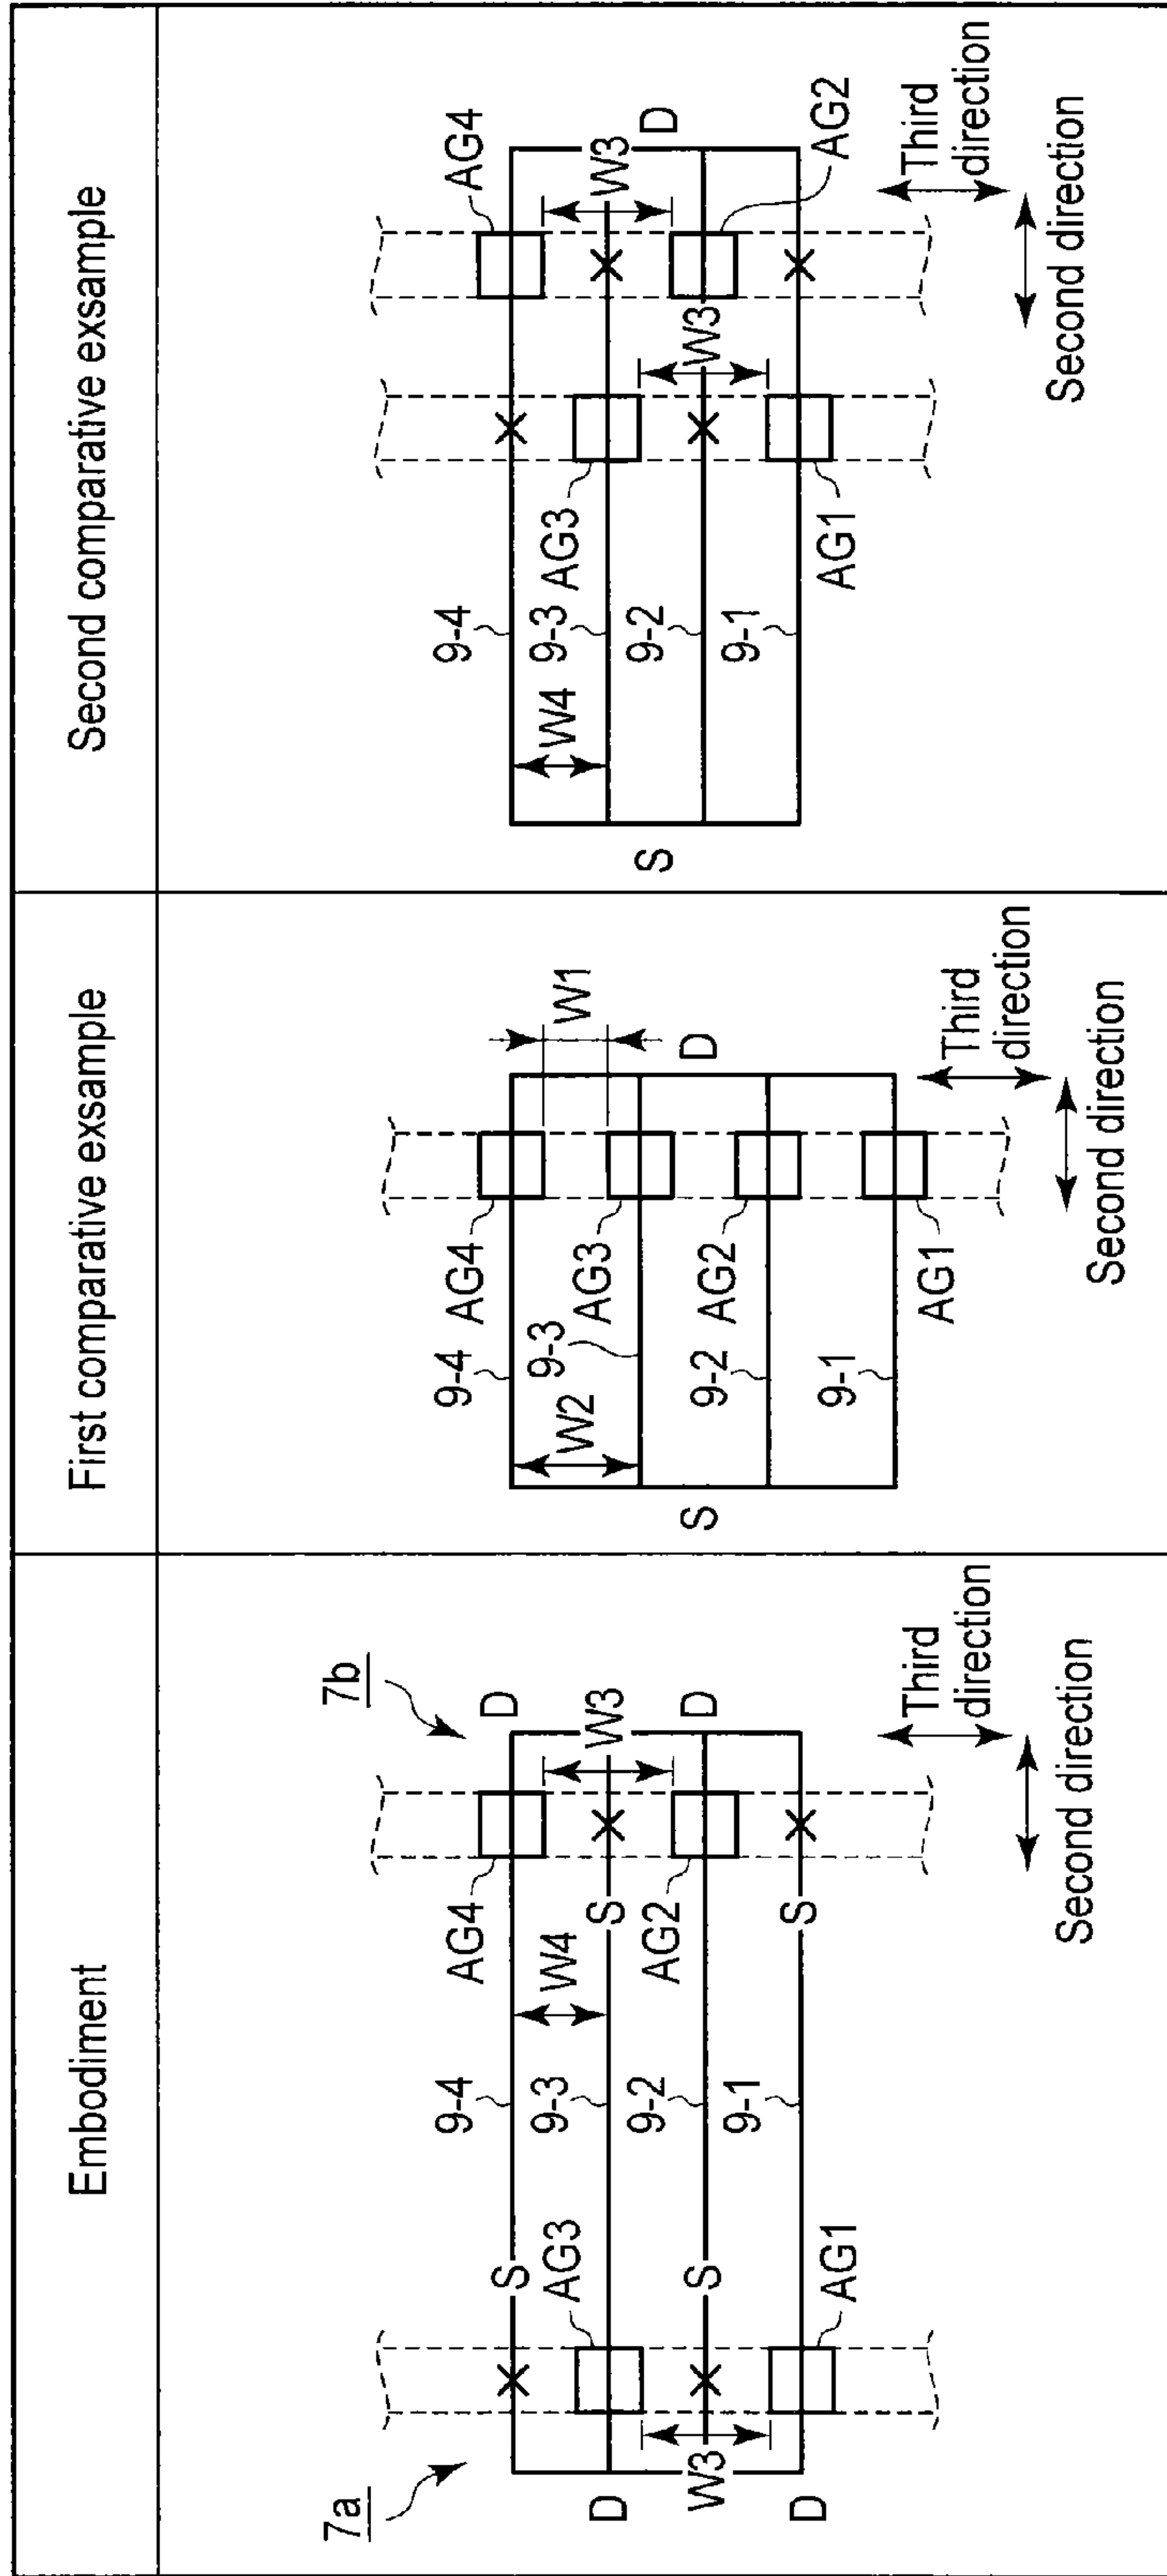 Embodiment
7a
7b
9-4
9-3
9-2
9-1
W4
W3
W3
AG4
AG3
AG2
AG1
S
S
S
S
D
D
D
D
Third
direction
Second direction
First comparative exsample
9-4
9-3
9-2
9-1
W2
W1
AG4
AG3
AG2
AG1
S
D
Third
direction
Second direction
Second comparative exsample
9-4
9-3
9-2
9-1
W4
W3
W3
AG4
AG3
AG2
AG1
S
D
Third
direction
Second direction